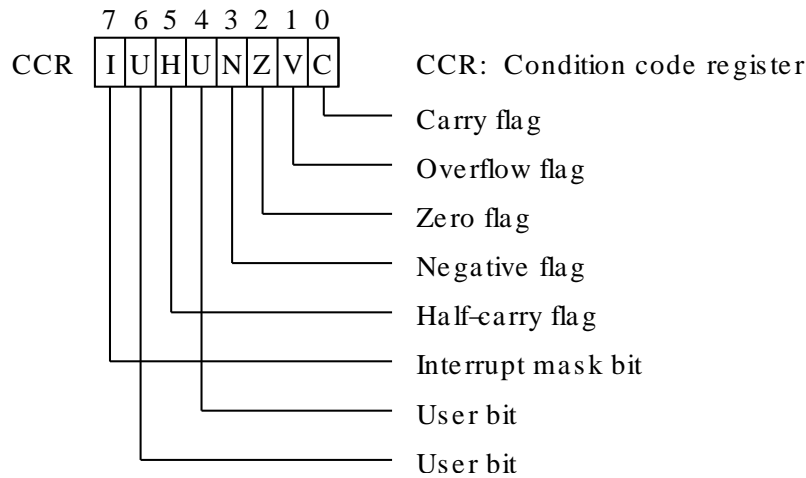 7 6 5 4 3 2 1 0
CCR I U H U N Z V C CCR: Condition code register
Carry flag
Overflow flag
Zero flag
Negative flag
Half-carry flag
Interrupt mask bit
User bit
User bit